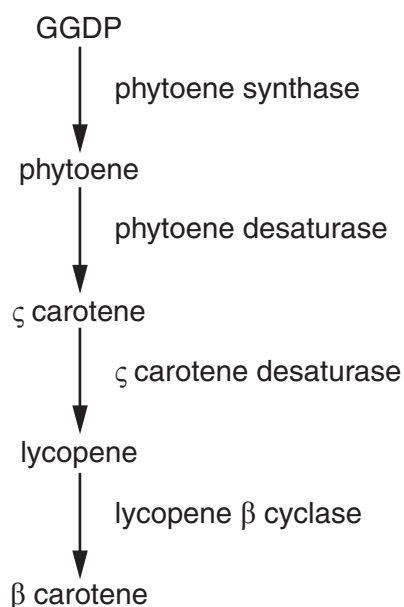 GGDP
phytoene synthase
phytoene
phytoene desaturase
ς carotene
ς carotene desaturase
lycopene
lycopene β cyclase
β carotene